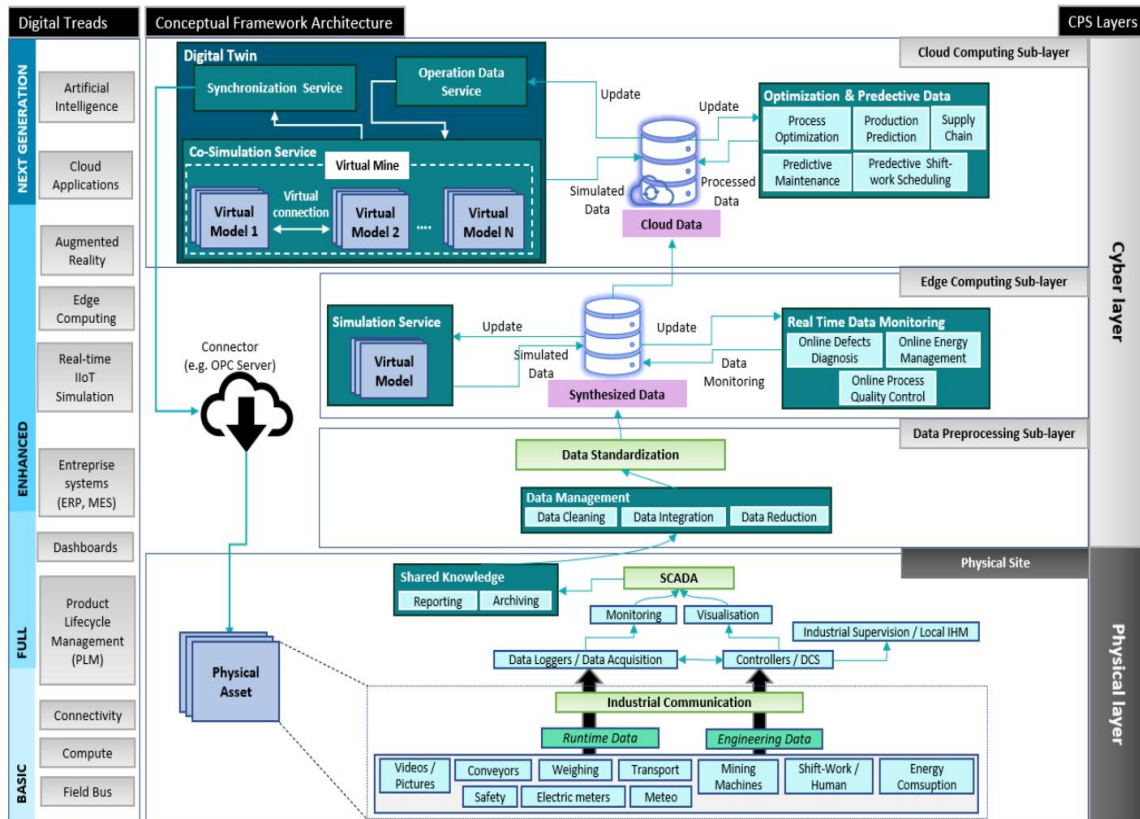 Digital Treads
Conceptual Framework Architecture
CPS Layers
NEXT GENERATION
ENHANCED
FULL
BASIC
Artificial
Intelligence
Cloud
Applications
Augmented
Reality
Edge
Computing
Real-time
IIoT
Simulation
Entreprise
systems
(ERP, MES)
Dashboards
Product
Lifecycle
Management
(PLM)
Connectivity
Compute
Field Bus
Cloud Computing Sub-layer
Digital Twin
Synchronization Service
Operation Data
Service
Co-Simulation Service
Virtual Mine
Virtual
Model 1
Virtual
connection
Virtual
Model 2
....
Virtual
Model N
Update
Update
Simulated
Data
Processed
Data
Cloud Data
Optimization & Predective Data
Process
Optimization
Production
Prediction
Supply
Chain
Predictive
Maintenance
Predective Shift-
work Scheduling
Edge Computing Sub-layer
Simulation Service
Virtual
Model
Update
Simulated
Data
Update
Data
Monitoring
Synthesized Data
Real Time Data Monitoring
Online Defects
Diagnosis
Online Energy
Management
Online Process
Quality Control
Connector
(e.g. OPC Server)
Data Preprocessing Sub-layer
Data Standardization
Data Management
Data Cleaning
Data Integration
Data Reduction
Physical Site
Shared Knowledge
Reporting
Archiving
SCADA
Monitoring
Visualisation
Industrial Supervision / Local IHM
Data Loggers / Data Acquisition
Controllers / DCS
Physical
Asset
Industrial Communication
Runtime Data
Engineering Data
Videos /
Pictures
Conveyors
Weighing
Transport
Safety
Electric meters
Meteo
Mining
Machines
Shift-Work /
Human
Energy
Comsuption
Cyber layer
Physical layer